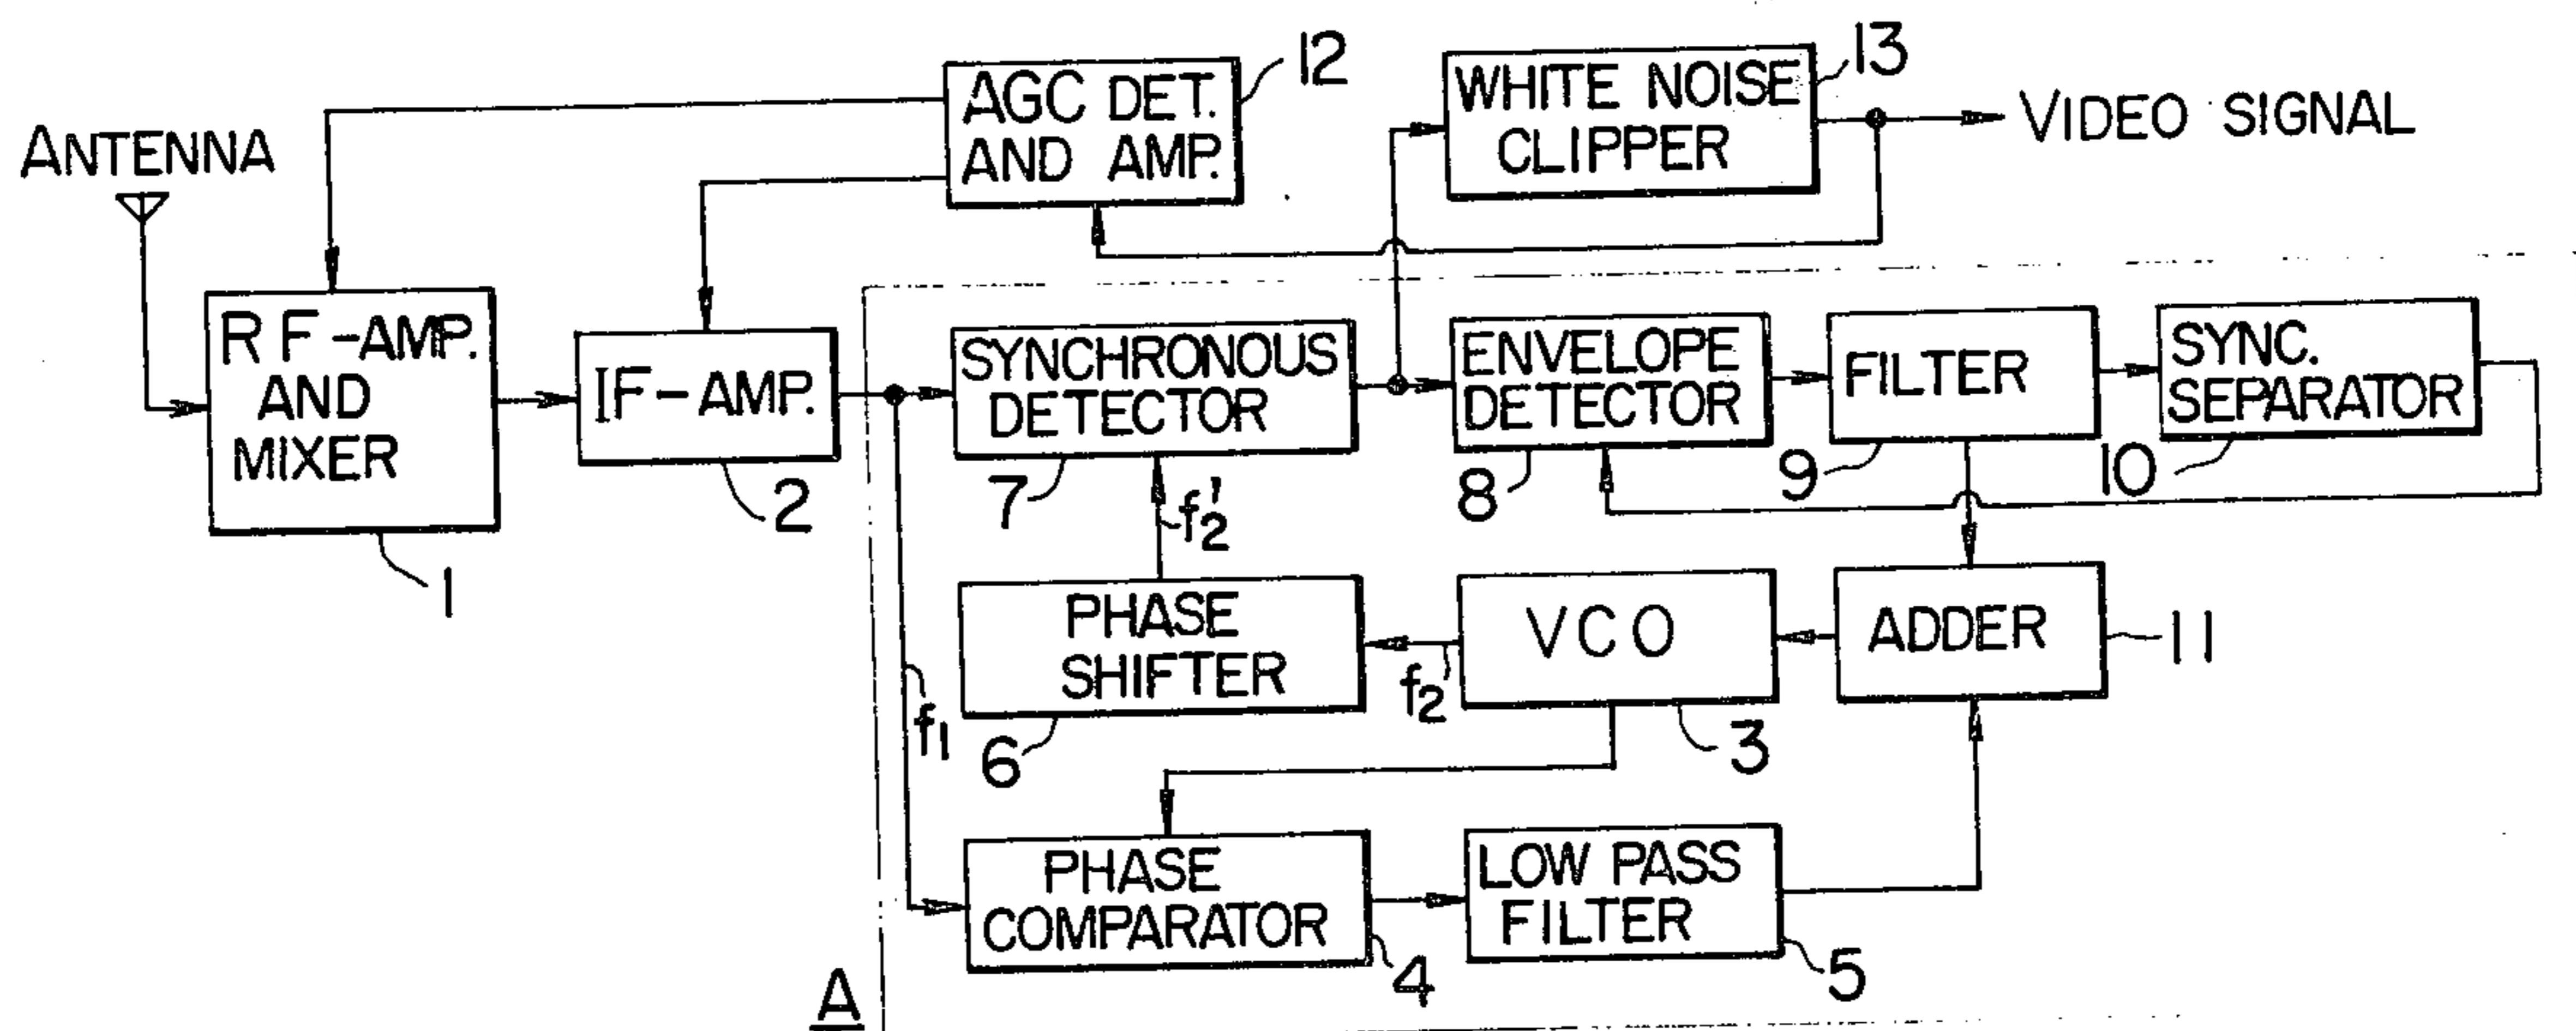 ANTENNA
RF-AMP.
AND
MIXER
1
IF-AMP.
2
AGC DET.
AND AMP.
12
WHITE NOISE
CLIPPER
13
VIDEO SIGNAL
SYNCHRONOUS
DETECTOR
7
ENVELOPE
DETECTOR
8
FILTER
9
SYNC.
SEPARATOR
10
f2'
PHASE
SHIFTER
6
f2
VCO
3
ADDER
11
f1
PHASE
COMPARATOR
4
LOW PASS
FILTER
5
A